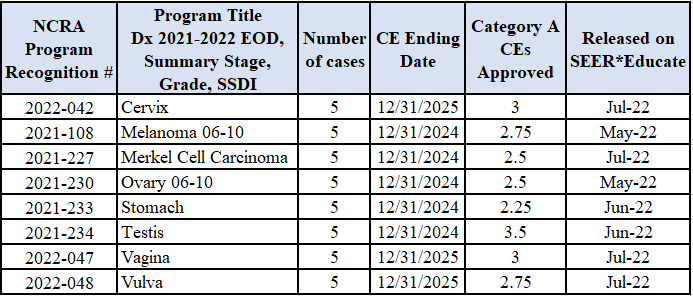 NCRA Program Recognition # | Program Title Dx 2021-2022 EOD, Summary Stage, Grade, SSDI | Number of cases | CE Ending Date | Category A CEs Approved | Released on SEER*Educate
2022-042 | Cervix | 5 | 12/31/2025 | 3 | Jul-22
2021-108 | Melanoma 06-10 | 5 | 12/31/2024 | 2.75 | May-22
2021-227 | Merkel Cell Carcinoma | 5 | 12/31/2024 | 2.5 | Jul-22
2021-230 | Ovary 06-10 | 5 | 12/31/2024 | 2.5 | May-22
2021-233 | Stomach | 5 | 12/31/2024 | 2.25 | Jun-22
2021-234 | Testis | 5 | 12/31/2024 | 3.5 | Jun-22
2022-047 | Vagina | 5 | 12/31/2025 | 3 | Jul-22
2022-048 | Vulva | 5 | 12/31/2025 | 2.75 | Jul-22